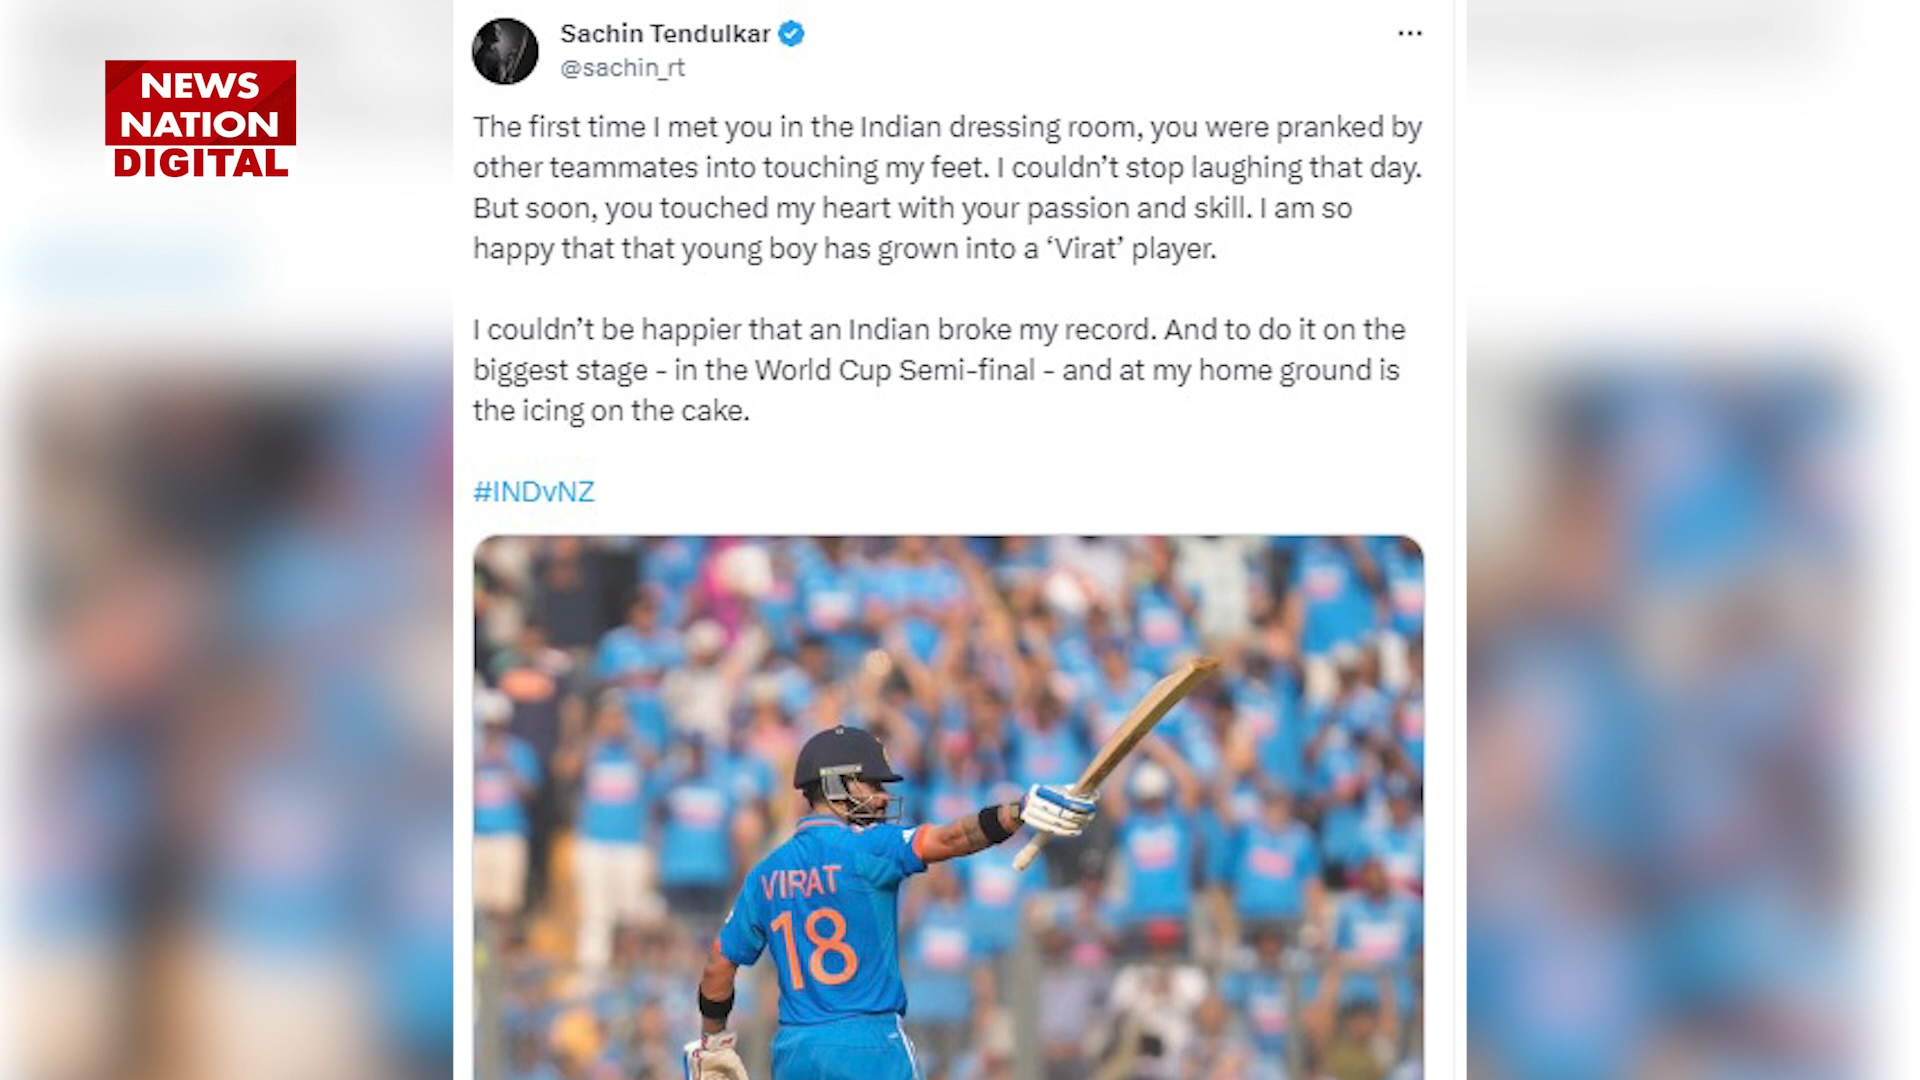 NEWS
NATION
DIGITAL
Sachin Tendulkar
@sachin_rt
The first time I met you in the Indian dressing room, you were pranked by
other teammates into touching my feet. I couldn’t stop laughing that day.
But soon, you touched my heart with your passion and skill. I am so
happy that that young boy has grown into a ‘Virat’ player.
I couldn’t be happier that an Indian broke my record. And to do it on the
biggest stage - in the World Cup Semi-final - and at my home ground is
the icing on the cake.
#INDvNZ
VIRAT
18